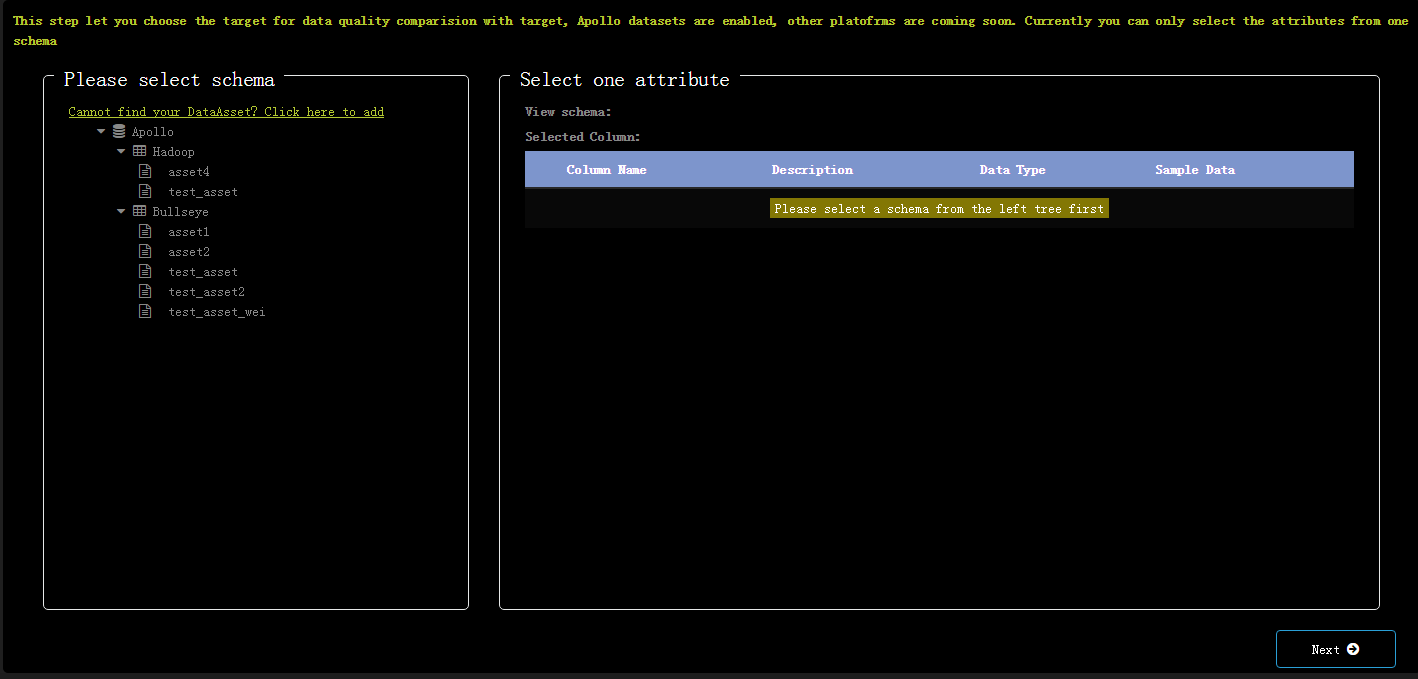 This step let you choose the target for data quality comparision with target, Apollo datasets are enabled, other platofrms are coming soon. Currently you can only select the attributes from one
schema
Please select schema
Cannot find your DataAsset? Click here to add
Apollo
Hadoop
asset4
test_asset
Bullseye
asset1
asset2
test_asset
test_asset2
test_asset_wei
Select one attribute
View schema:
Selected Column:
Column Name Description Data Type Sample Data
Please select a schema from the left tree first
Next